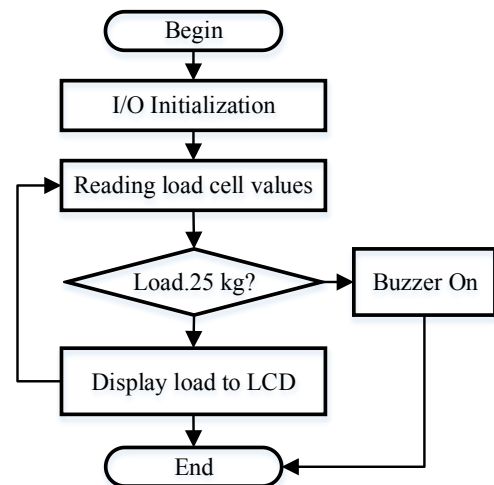 Begin
I/O Initialization
Reading load cell values
Load.25 kg?
Buzzer On
Display load to LCD
End